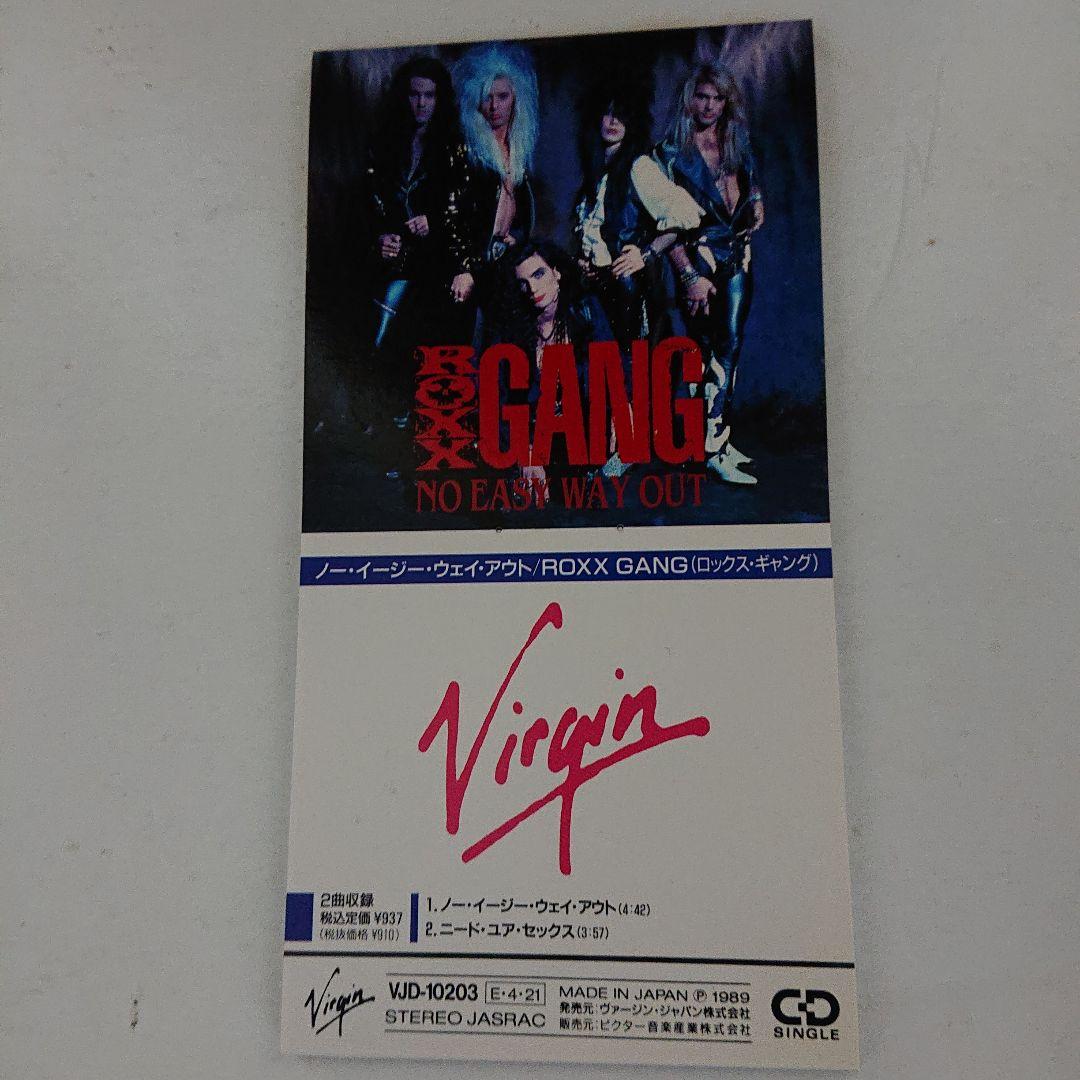 ROXX GANG
NO EASY WAY OUT
ノー・イージー・ウェイ・アウト/ROXX GANG(ロックス・ギャング)
Virgin
2曲収録
税込定価 ¥937
(税抜価格 ¥910)
1.ノー・イージー・ウェイ・アウト(4:42)
2.ニード・ユア・セックス(3:57)
Virgin
VJD-10203 E・4・21
STEREO JASRAC
MADE IN JAPAN Ⓟ 1989
発売元:ヴァージン・ジャパン株式会社
販売元:ビクター音楽産業株式会社
CD
SINGLE